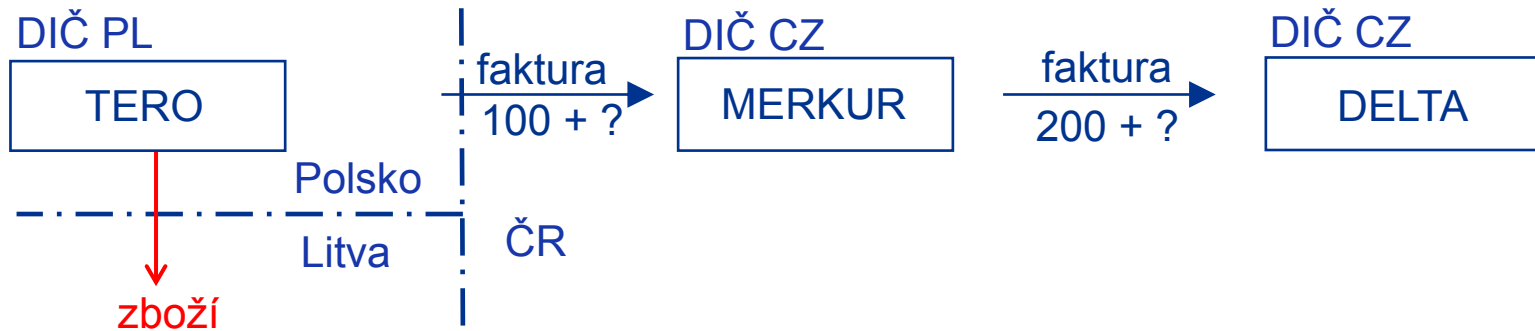 DIČ PL
TERO
Polsko
Litva
zboží
ČR
faktura
100 + ?
DIČ CZ
MERKUR
faktura
200 + ?
DIČ CZ
DELTA